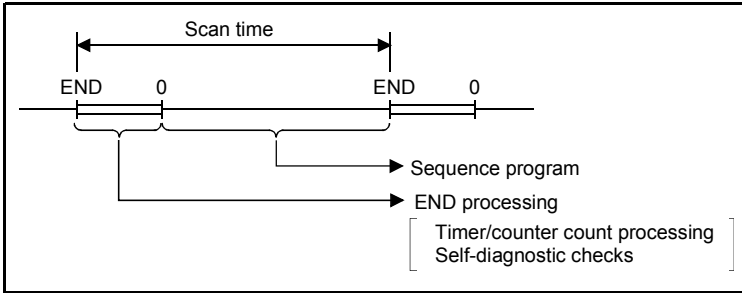 Scan time
END 0 END 0
Sequence program
END processing
Timer/counter count processing
Self-diagnostic checks